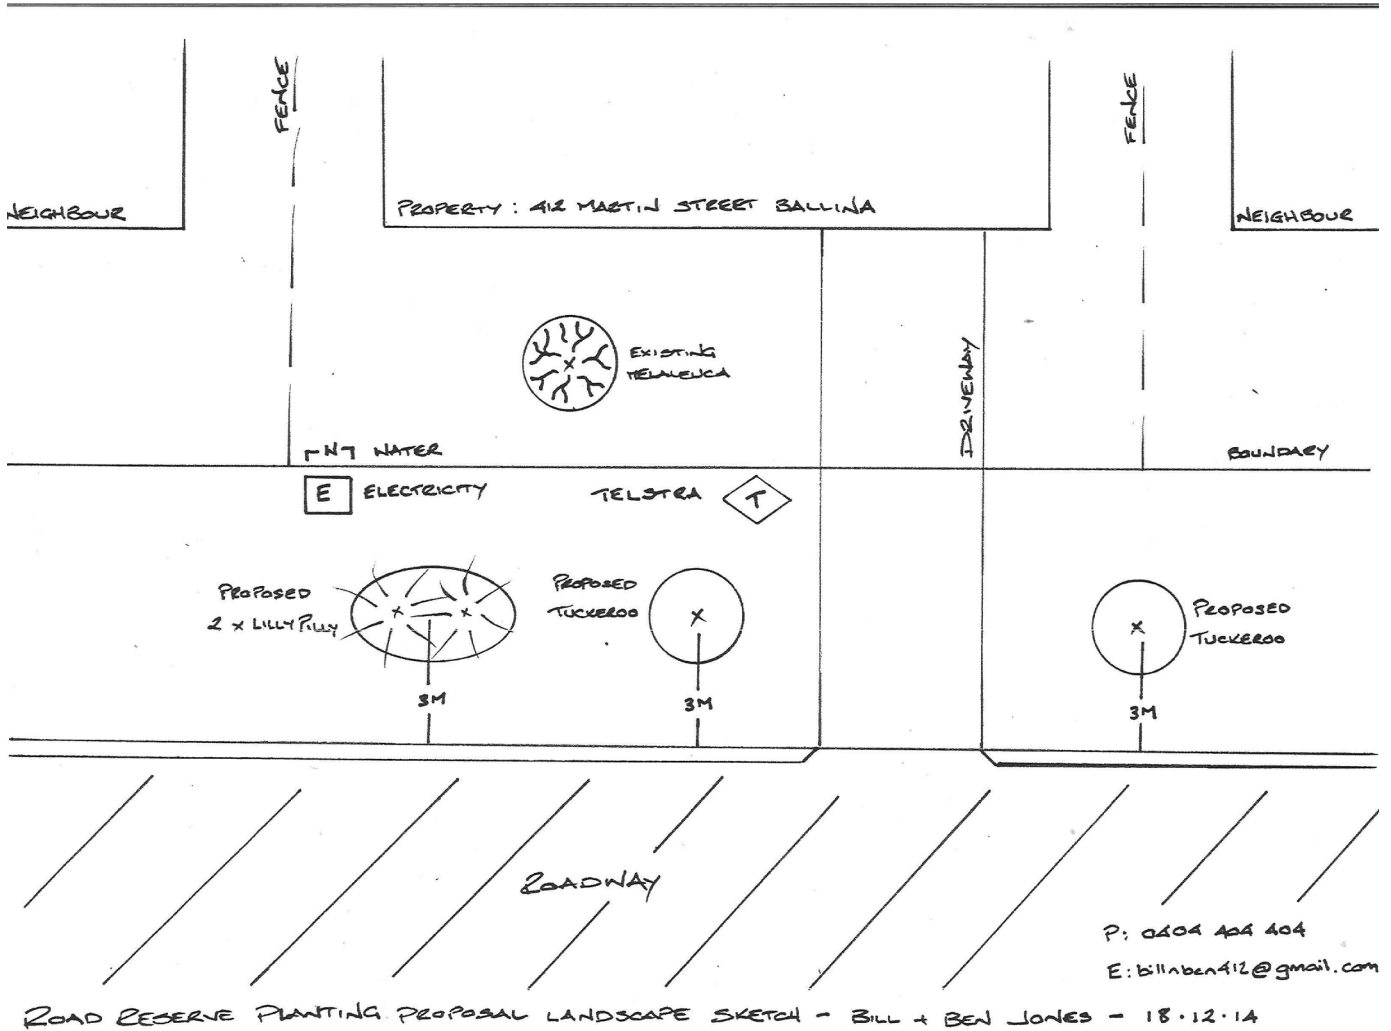 FENCE
FENCE
NEIGHBOUR
PROPERTY : 412 MARTIN STREET BALLINA
NEIGHBOUR
EXISTING
MELALEUCA
DRIVEWAY
W WATER
BOUNDARY
E ELECTRICITY
TELSTRA T
PROPOSED
2 x LILLY PILLY
PROPOSED
TUCKEROO
PROPOSED
TUCKEROO
3M
3M
3M
ROADWAY
P: 0404 404 404
E: billnben412@gmail.com
ROAD RESERVE PLANTING PROPOSAL LANDSCAPE SKETCH - BILL + BEN JONES - 18.12.14